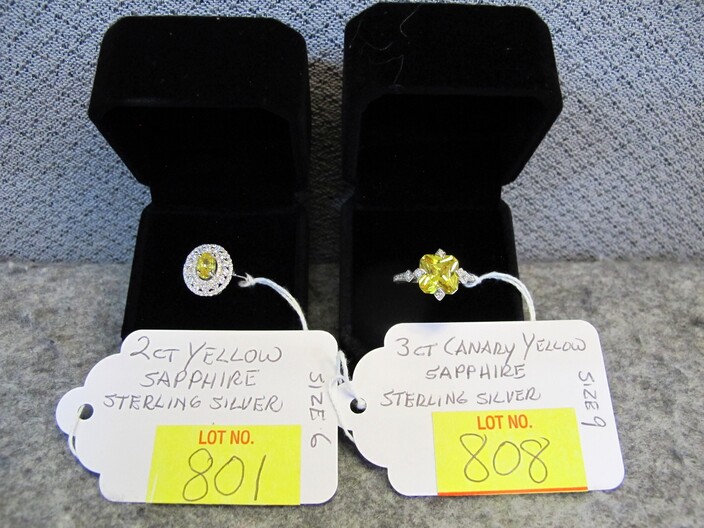 2CT YELLOW
SAPPHIRE
STERLING SILVER
SIZE 6
LOT NO.
801
3CT CANARY YELLOW
SAPPHIRE
STERLING SILVER
SIZE 9
LOT NO.
808